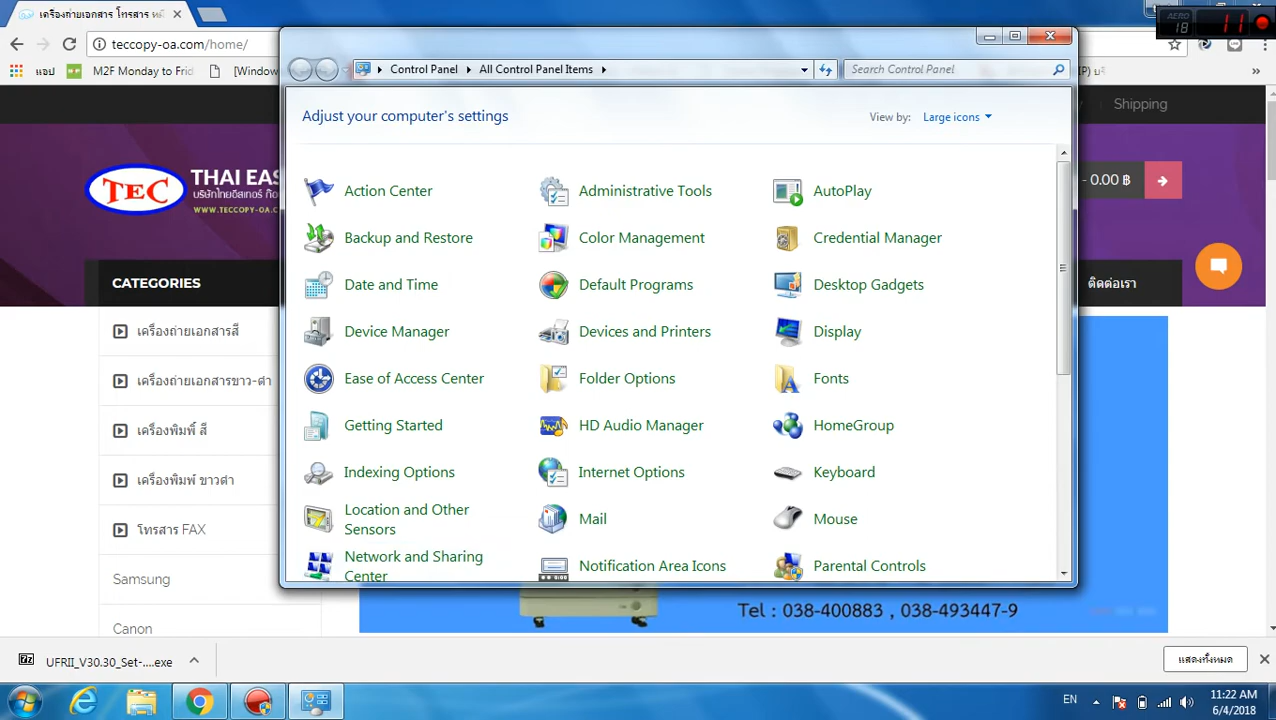 เครื่องถ่ายเอกสาร โทรสาร หมึ
AERO
18
11
teccopy-oa.com/home/
แอป
M2F Monday to Frid
[Window
IP) บริ
»
Control Panel
All Control Panel Items
Search Control Panel
Adjust your computer's settings
View by:
Large icons
Action Center
Administrative Tools
AutoPlay
Backup and Restore
Color Management
Credential Manager
Date and Time
Default Programs
Desktop Gadgets
Device Manager
Devices and Printers
Display
Ease of Access Center
Folder Options
Fonts
Getting Started
HD Audio Manager
HomeGroup
Indexing Options
Internet Options
Keyboard
Location and Other
Sensors
Mail
Mouse
Network and Sharing
Center
Notification Area Icons
Parental Controls
Shipping
TEC
THAI EAS
WWW.TECCOPY-OA.C
- 0.00 ฿
CATEGORIES
ติดต่อเรา
เครื่องถ่ายเอกสารสี
เครื่องถ่ายเอกสารขาว-ดำ
เครื่องพิมพ์ สี
เครื่องพิมพ์ ขาวดำ
โทรสาร FAX
Samsung
Canon
Tel : 038-400883 , 038-493447-9
UFRII_V30.30_Set-....exe
แสดงทั้งหมด
EN
11:22 AM
6/4/2018